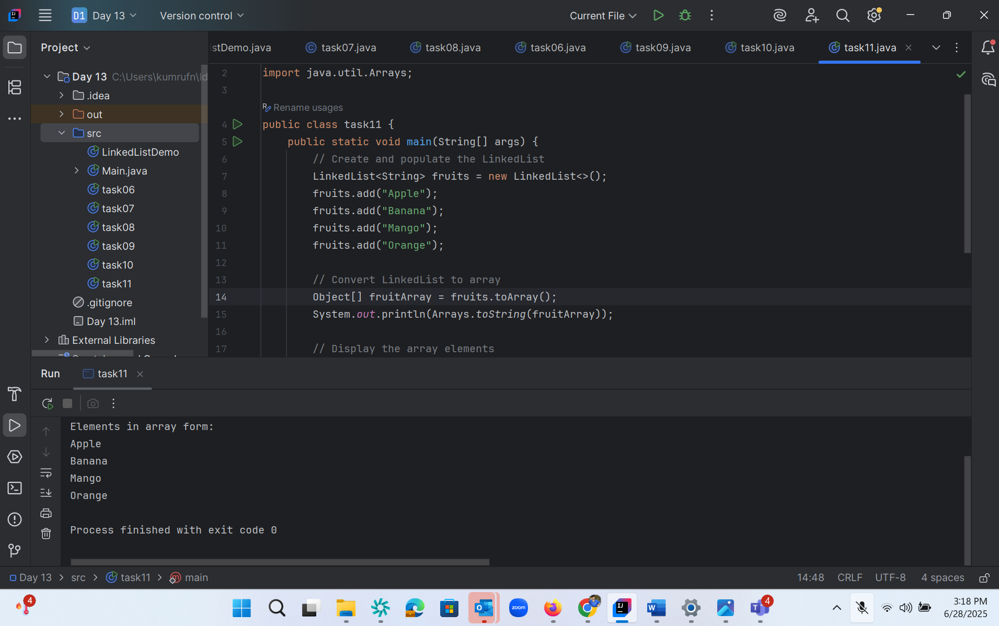 D1 Day 13 Version control Current File
Project
stDemo.java task07.java task08.java task06.java task09.java task10.java task11.java
Day 13 C:\Users\kumrufn\Id
.idea
out
src
LinkedListDemo
Main.java
task06
task07
task08
task09
task10
task11
.gitignore
Day 13.iml
External Libraries
2 import java.util.Arrays;
3
Rename usages
4 public class task11 {
5 public static void main(String[] args) {
6 // Create and populate the LinkedList
7 LinkedList<String> fruits = new LinkedList<>();
8 fruits.add("Apple");
9 fruits.add("Banana");
10 fruits.add("Mango");
11 fruits.add("Orange");
12
13 // Convert LinkedList to array
14 Object[] fruitArray = fruits.toArray();
15 System.out.println(Arrays.toString(fruitArray));
16
17 // Display the array elements
Run task11
Elements in array form:
Apple
Banana
Mango
Orange
Process finished with exit code 0
Day 13 src task11 main 14:48 CRLF UTF-8 4 spaces
4 zoom 4
3:18 PM
6/28/2025